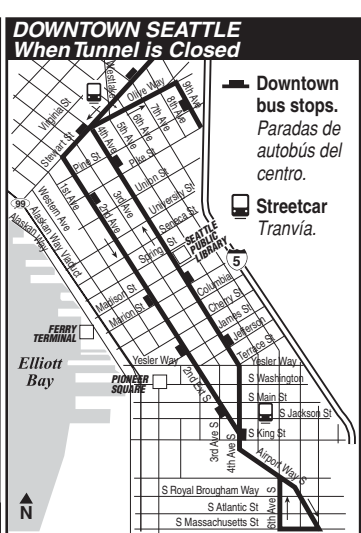 DOWNTOWN SEATTLE
When Tunnel is Closed
Downtown
bus stops.
Paradas de
autobús del
centro.
Streetcar
Tranvía.
Westlake
Olive Way
9th Ave
8th Ave
7th Ave
6th Ave
5th Ave
4th Ave
Virginia St
Stewart St
Pine St
Pike St
Union St
University St
Seneca St
Spring St
SEATTLE
PUBLIC
LIBRARY
5
1st Ave
2nd Ave
3rd Ave
99
Western Ave
Alaskan Way Viaduct
Alaskan Way
Madison St
Marion St
Columbia
Cherry St
James St
Jefferson
Terrace St
FERRY
TERMINAL
Yesler Way
Yesler Way
Elliott
Bay
PIONEER
SQUARE
2nd Ext S
S Washington
S Main St
S Jackson St
S King St
3rd Ave S
4th Ave S
Airport Way S
S Royal Brougham Way
S Atlantic St
S Massachusetts St
6th Ave S
N